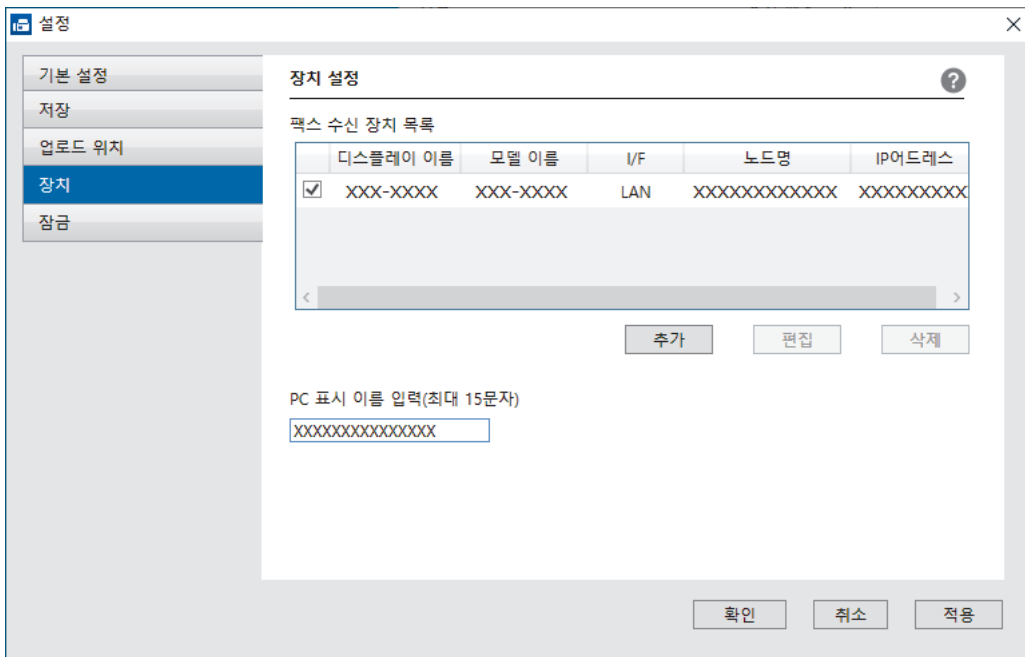 설정
기본 설정
저장
업로드 위치
장치
잠금
장치 설정
?
팩스 수신 장치 목록
디스플레이 이름 모델 이름 I/F 노드명 IP어드레스
XXX-XXXX XXX-XXXX LAN XXXXXXXXXXXX XXXXXXXXX
추가 편집 삭제
PC 표시 이름 입력(최대 15문자)
XXXXXXXXXXXXXXX
확인 취소 적용